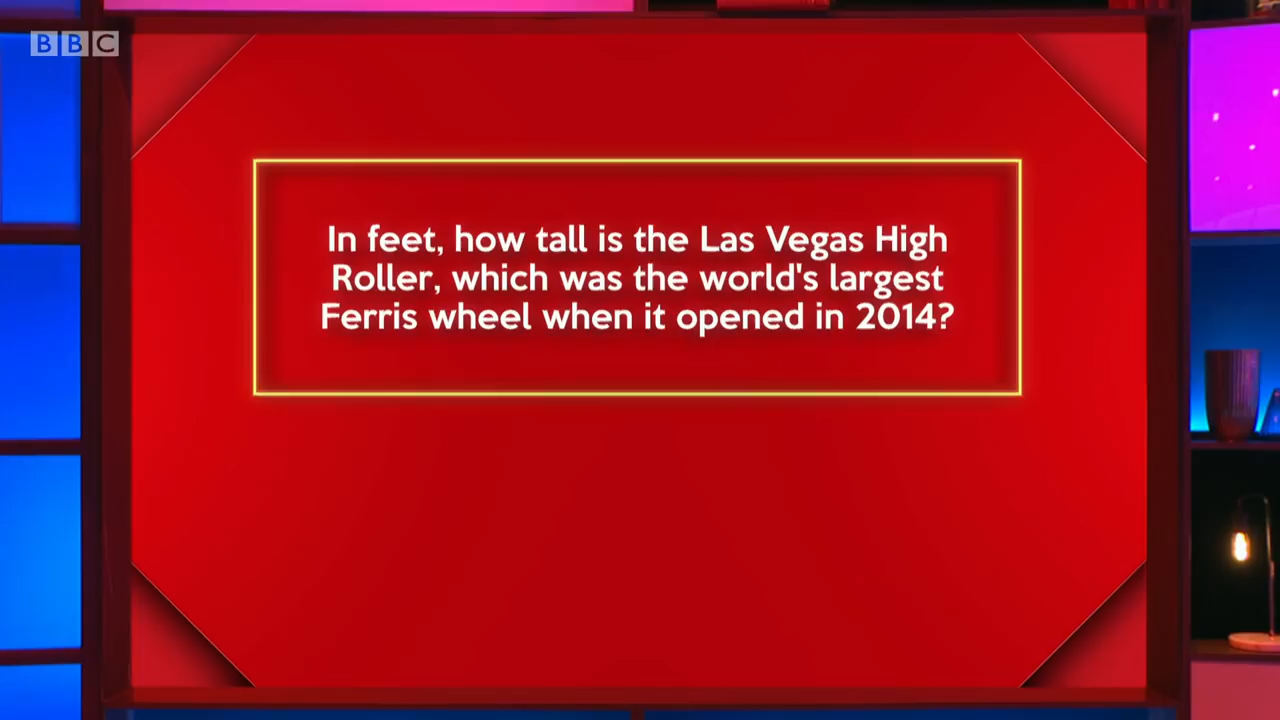 BBC
In feet, how tall is the Las Vegas High
Roller, which was the world's largest
Ferris wheel when it opened in 2014?